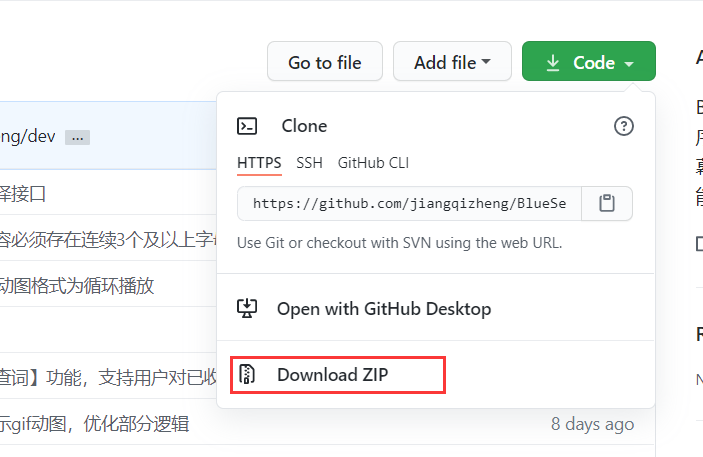 Go to file
Add file
Code
ng/dev ...
Clone
HTTPS SSH GitHub CLI
https://github.com/jiangqizheng/BlueSe
Use Git or checkout with SVN using the web URL.
Open with GitHub Desktop
Download ZIP
译接口
容必须存在连续3个及以上字
动图格式为循环播放
查词】功能，支持用户对已收
示gif动图，优化部分逻辑
8 days ago